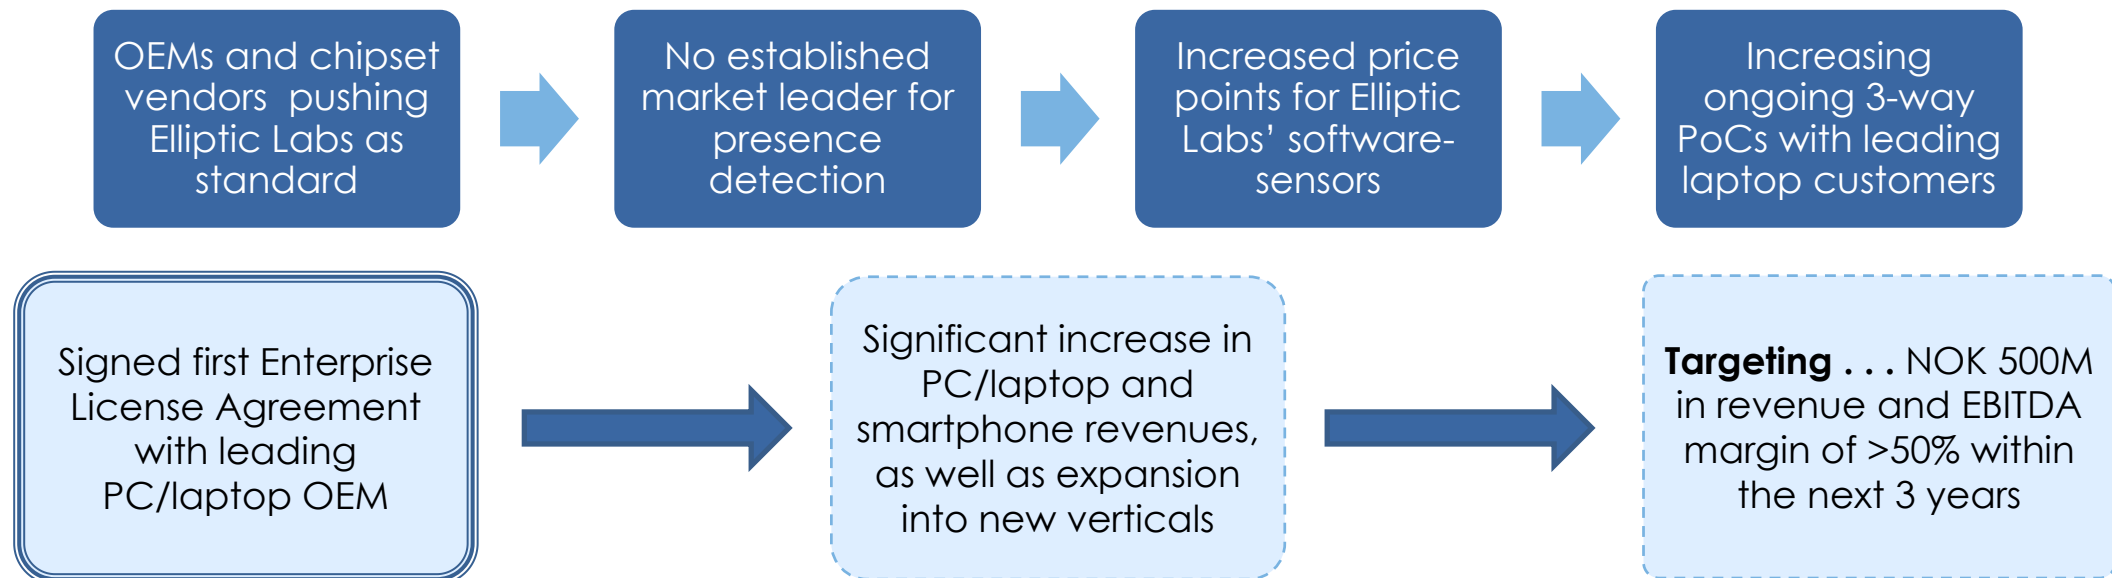 OEMs and chipset
vendors  pushing
Elliptic Labs as
standard
No established
market leader for
presence
detection
Increased price
points for Elliptic
Labs’ software-
sensors
Increasing
ongoing 3-way
PoCs with leading
laptop customers
Signed first Enterprise
License Agreement
with leading
PC/laptop OEM
Significant increase in
PC/laptop and
smartphone revenues,
as well as expansion
into new verticals
Targeting . . . NOK 500M
in revenue and EBITDA
margin of >50% within
the next 3 years